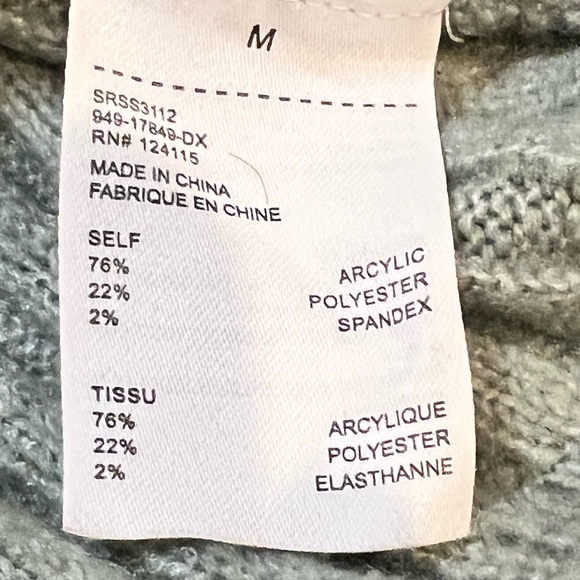 M
SRSS3112
949-17849-DX
RN# 124115
MADE IN CHINA
FABRIQUE EN CHINE
SELF
76% ARCYLIC
22% POLYESTER
2% SPANDEX
TISSU
76% ARCYLIQUE
22% POLYESTER
2% ELASTHANNE